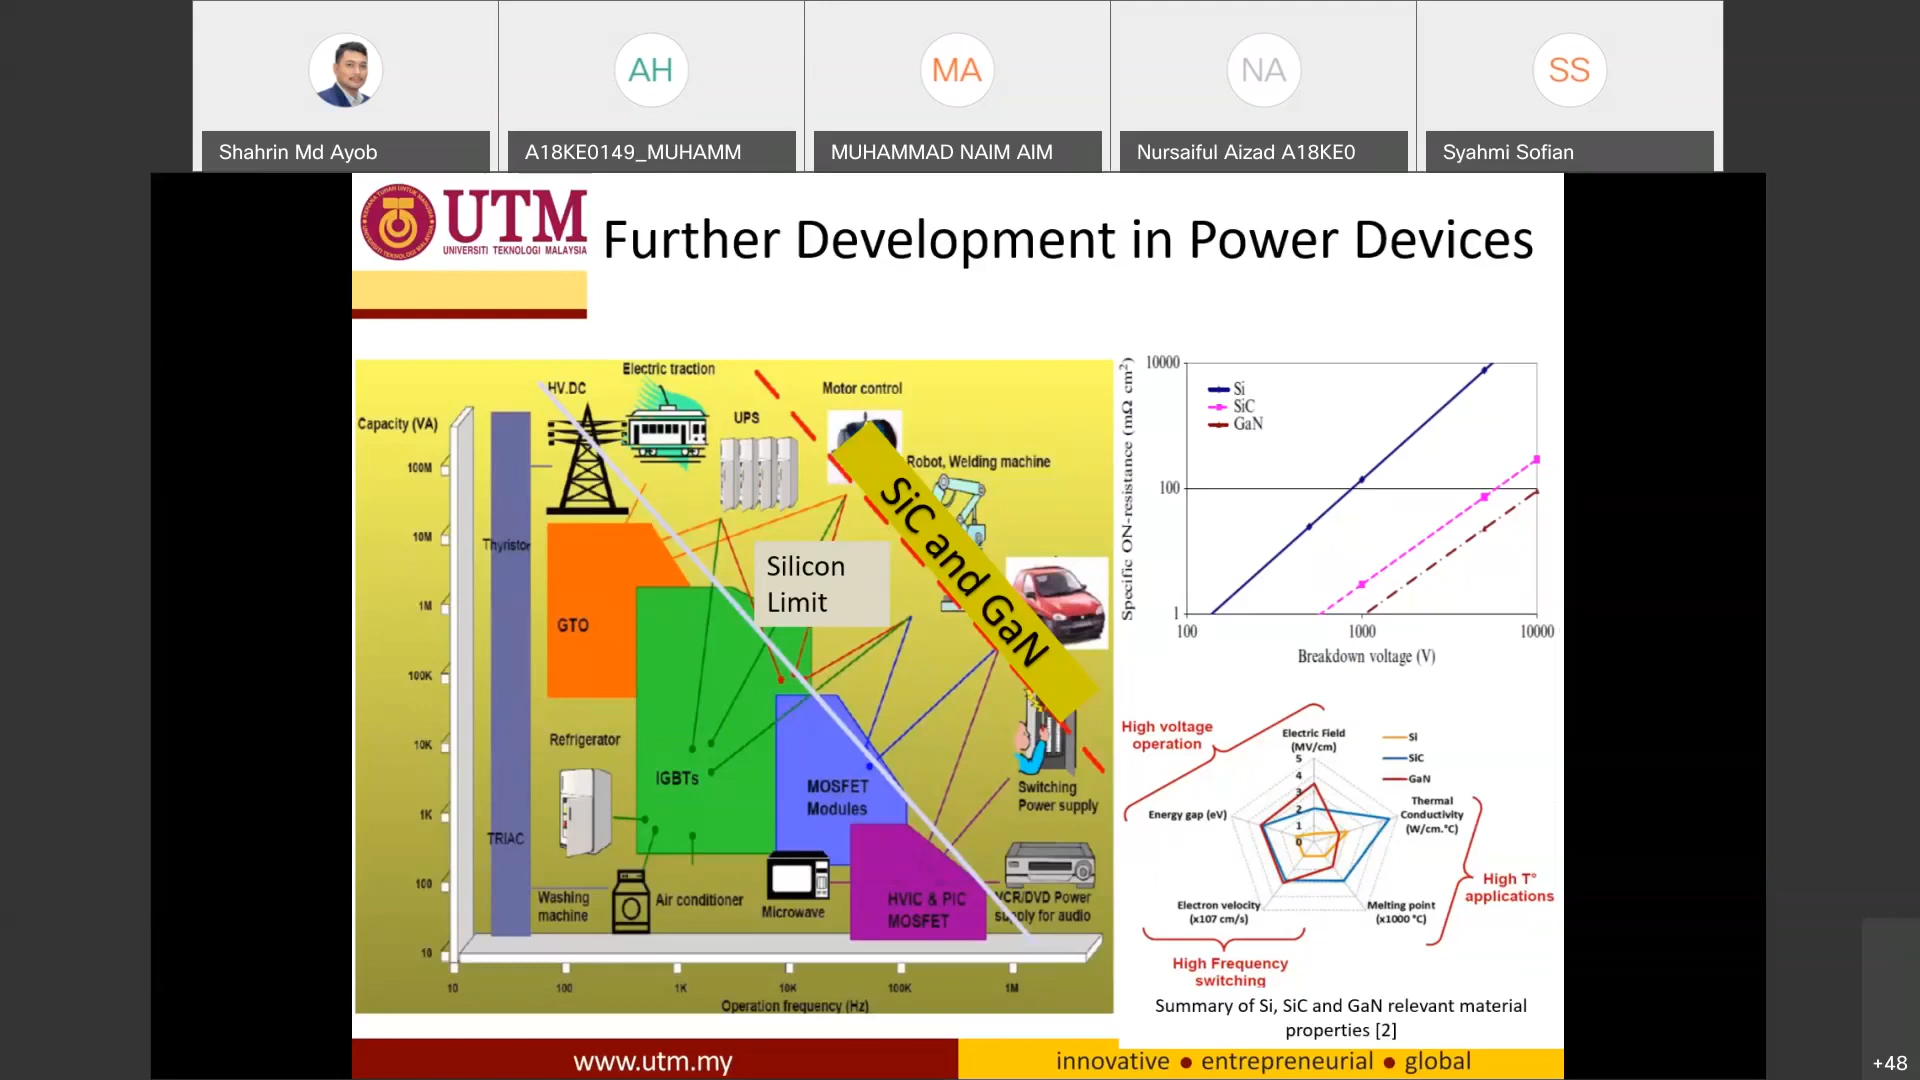 AH
MA
NA
SS
Shahrin Md Ayob
A18KE0149_MUHAMM
MUHAMMAD NAIM AIM
Nursaiful Aizad A18KE0
Syahmi Sofian
UTM
UNIVERSITI TEKNOLOGI MALAYSIA
Further Development in Power Devices
Capacity (VA)
100M
10M
1M
100K
10K
1K
100
10
10
100
1K
10K
100K
1M
Operation frequency (Hz)
HV.DC
Electric traction
UPS
Motor control
Robot, Welding machine
Thyristor
TRIAC
GTO
Silicon
Limit
SiC and GaN
Refrigerator
IGBTs
MOSFET
Modules
Switching
Power supply
Washing
machine
Air conditioner
Microwave
HVIC & PIC
MOSFET
VCR/DVD Power
supply for audio
Specific ON-resistance (mΩ cm²)
10000
100
1
Si
SiC
GaN
100
1000
10000
Breakdown voltage (V)
High voltage
operation
Electric Field
(MV/cm)
5
4
3
2
1
0
Si
SiC
GaN
Energy gap (eV)
Thermal
Conductivity
(W/cm.°C)
High T°
applications
Electron velocity
(x107 cm/s)
Melting point
(x1000 °C)
High Frequency
switching
Summary of Si, SiC and GaN relevant material
properties [2]
www.utm.my
innovative ● entrepreneurial ● global
+48